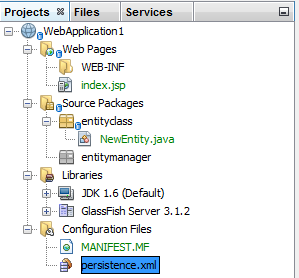 Projects Files Services
WebApplication1
Web Pages
WEB-INF
index.jsp
Source Packages
entityclass
NewEntity.java
entitymanager
Libraries
JDK 1.6 (Default)
GlassFish Server 3.1.2
Configuration Files
MANIFEST.MF
persistence.xml